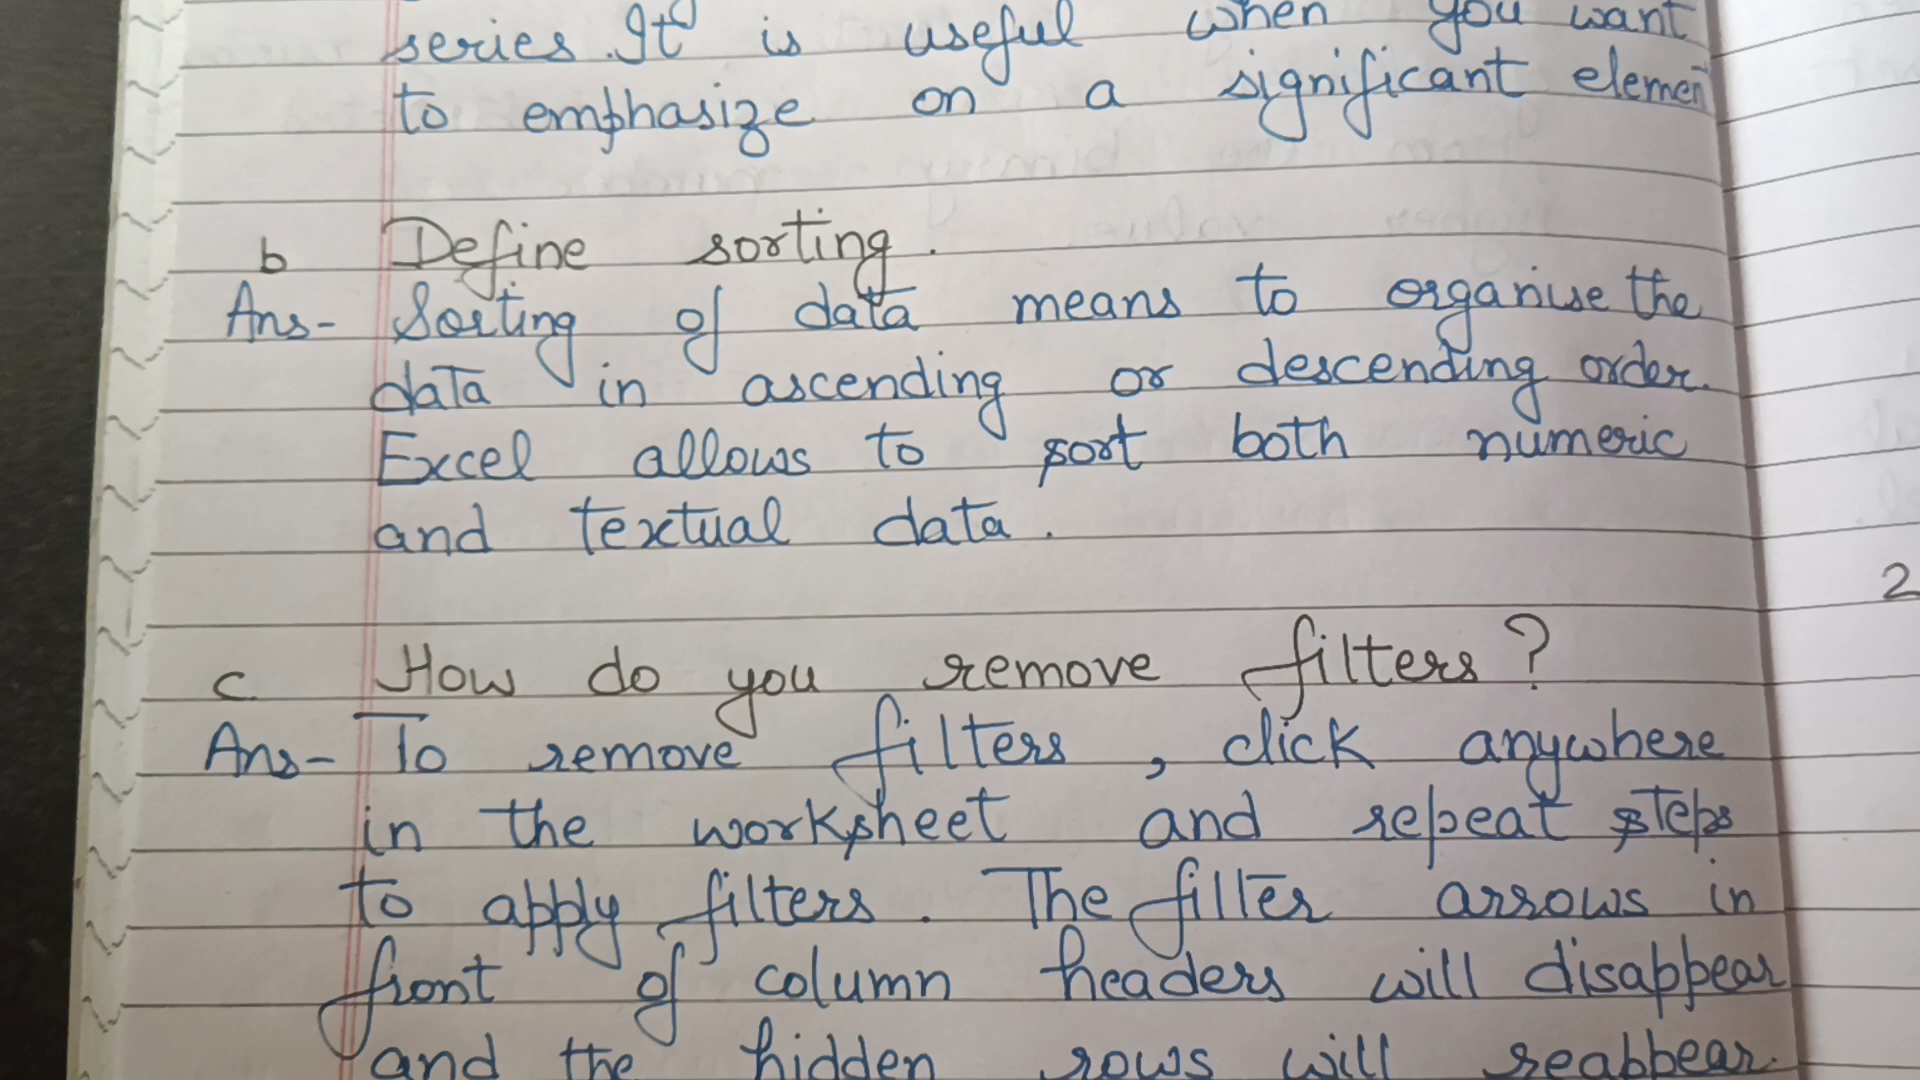 series. It is useful when you want
to emphasize on a significant elemen
b Define sorting.
Ans- Sorting of data means to organise the
data in ascending or descending order.
Excel allows to sort both numeric
and textual data.
2
c How do you remove filters?
Ans- To remove filters, click anywhere
in the worksheet and repeat steps
to apply filters. The filter arrows in
front of column headers will disappear
and the hidden rows will reappear.